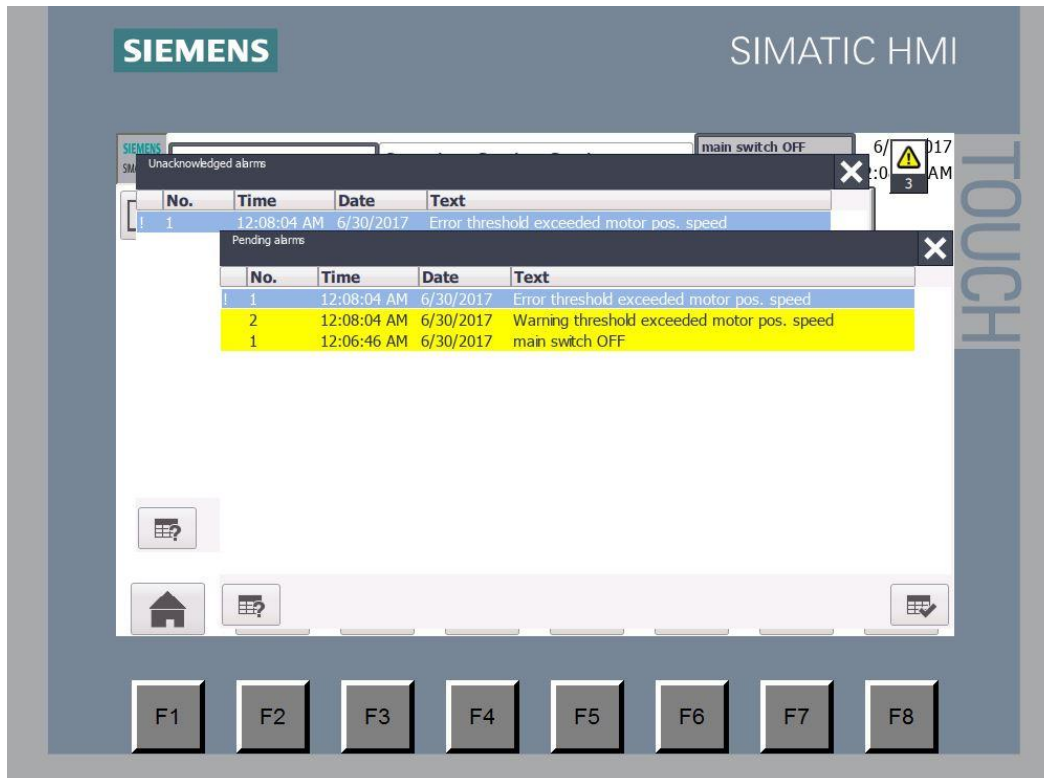 SIEMENS
SIMATIC HMI
TOUCH
SIEMENS
main switch OFF
Unacknowledged alarms
AM
3
No. Time Date Text
! 1 12:08:04 AM 6/30/2017 Error threshold exceeded motor pos. speed
Pending alarms
No. Time Date Text
! 1 12:08:04 AM 6/30/2017 Error threshold exceeded motor pos. speed
2 12:08:04 AM 6/30/2017 Warning threshold exceeded motor pos. speed
1 12:06:46 AM 6/30/2017 main switch OFF
F1 F2 F3 F4 F5 F6 F7 F8